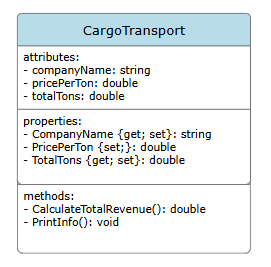 CargoTransport
attributes:
- companyName: string
- pricePerTon: double
- totalTons: double
properties:
- CompanyName {get; set}: string
- PricePerTon {set;}: double
- TotalTons {get; set}: double
methods:
- CalculateTotalRevenue(): double
- PrintInfo(): void